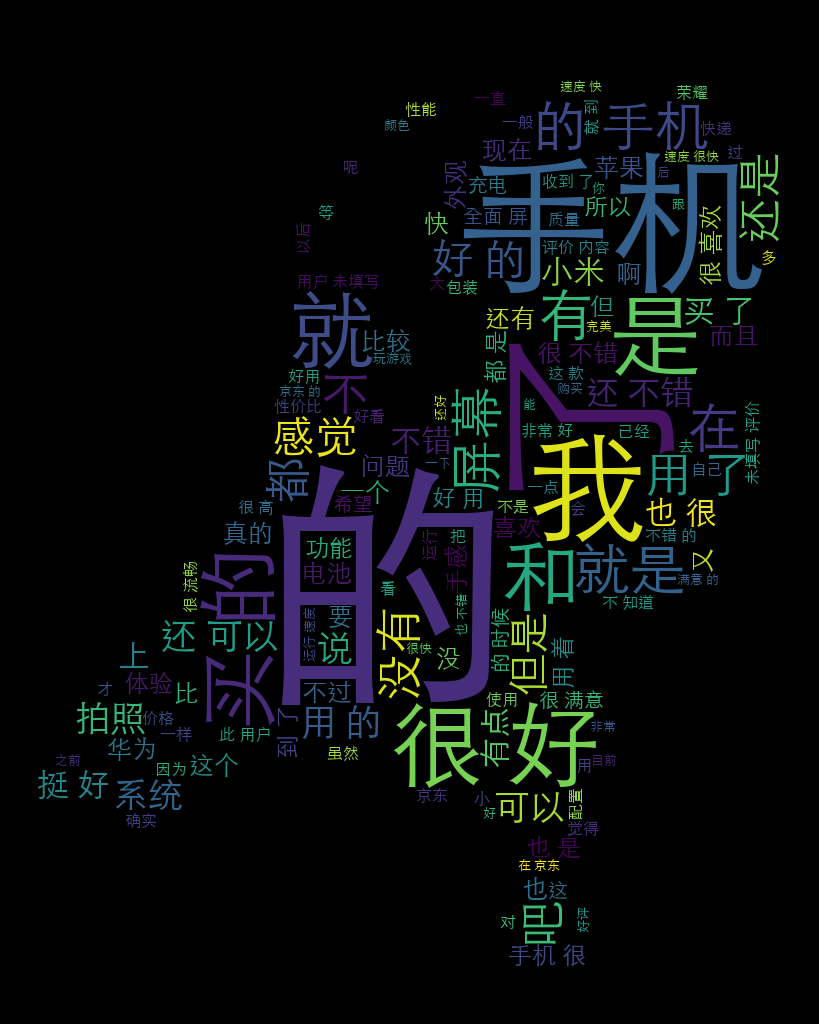 速度 快
一直
荣耀
性能
就 到
颜色
一般
的 手机
快递
现在
速度 很快
过
呢
外观
充电
收到 了
苹果
你
后
手机
还是
等
快
全面 屏
质量
所以
跟
很 喜欢
以后
好 的
评价 内容
小米
啊
多
用户 未填写
大
包装
就
还有
有
但
完美
是
买 了
比较
玩游戏
都 是
很 不错
而且
好用
京东 的
不
这 款
购买
还 不错
性价比
好看
还好
屏幕
能
了
在
未填写 评价
感觉
不错
非常 好
已经
去
都
问题
一下
我
用 了
自己
一个
希望
好 用
一点
很 高
不是
会
也 很
真的
喜欢
不错 的
功能
运行
把
手感
和
就是
又
很 流畅
电池
的
满意 的
买 的
看
也 不错
不 知道
还 可以
运行 速度
要
说
没有
很快
没
的 时候
但是
用 着
上
才
体验
比
不过
使用
很 满意
拍照
价格
一样
此 用户
到 了
用 的
很 好
有点
非常
华为
虽然
之前
因为
这个
用
目前
挺 好
系统
京东
小
好
可以
配置
确实
觉得
也 是
在 京东
也
这
对
吧
好评
手机 很